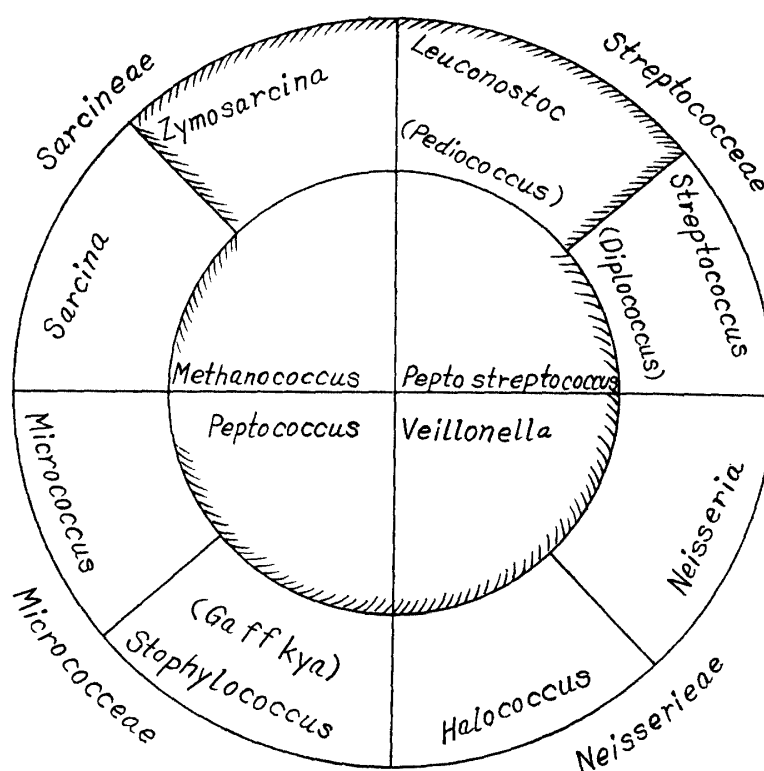 Sarcineae
Streptococceae
Zymosarcina
Leuconostoc
(Pediococcus)
Sarcina
Streptococcus
(Diplococcus)
Methanococcus
Pepto streptococcus
Peptococcus
Veillonella
Micrococcus
Neisseria
(Gaffkya)
Stophylococcus
Halococcus
Micrococceae
Neisserieae